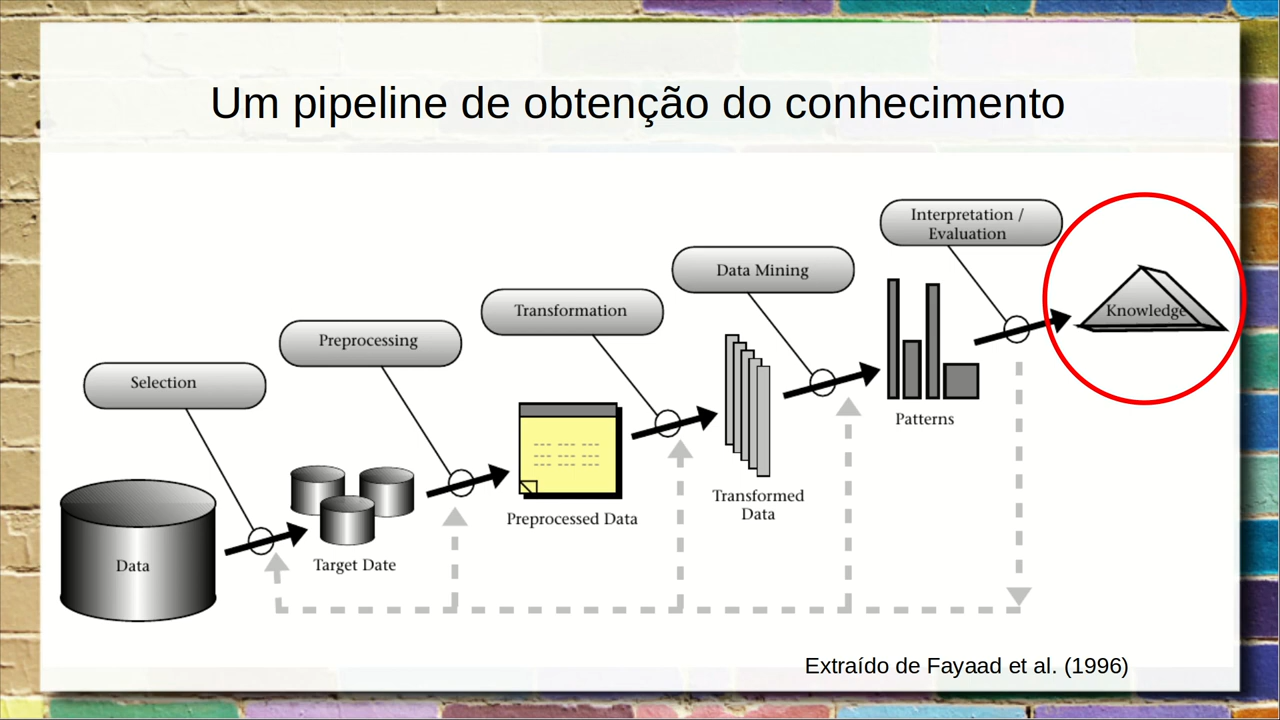 Um pipeline de obtenção do conhecimento
Interpretation /
Evaluation
Data Mining
Knowledge
Transformation
Preprocessing
Selection
Patterns
Transformed
Data
Preprocessed Data
Target Date
Data
Extraído de Fayaad et al. (1996)